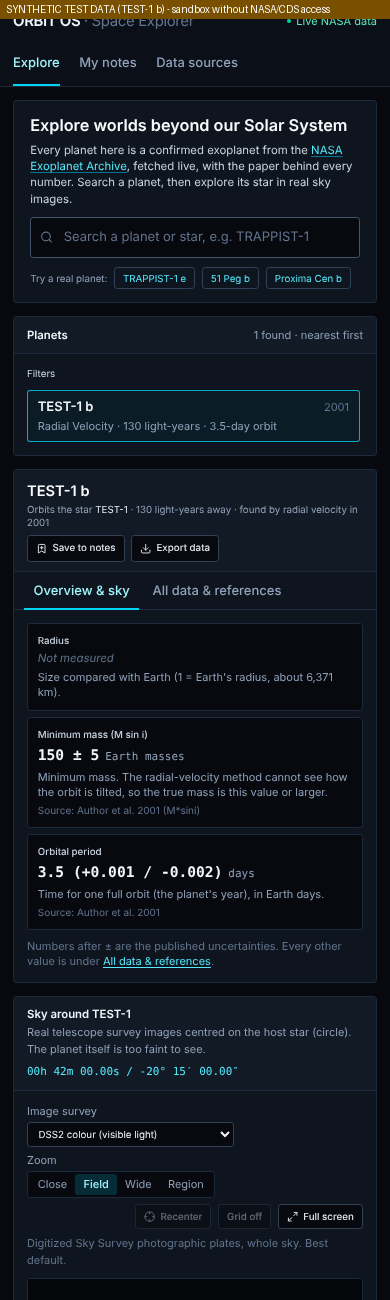 SYNTHETIC TEST DATA (TEST-1 b) - sandbox without NASA/CDS access
ORBIT OS · Space Explorer
Live NASA data
Explore My notes Data sources
Explore worlds beyond our Solar System
Every planet here is a confirmed exoplanet from the NASA
Exoplanet Archive, fetched live, with the paper behind every
number. Search a planet, then explore its star in real sky
images.
Search a planet or star, e.g. TRAPPIST-1
Try a real planet: TRAPPIST-1 e 51 Peg b Proxima Cen b
Planets 1 found · nearest first
Filters
TEST-1 b 2001
Radial Velocity · 130 light-years · 3.5-day orbit
TEST-1 b
Orbits the star TEST-1 · 130 light-years away · found by radial velocity in
2001
Save to notes Export data
Overview & sky All data & references
Radius
Not measured
Size compared with Earth (1 = Earth's radius, about 6,371
km).
Minimum mass (M sin i)
150 ± 5 Earth masses
Minimum mass. The radial-velocity method cannot see how
the orbit is tilted, so the true mass is this value or larger.
Source: Author et al. 2001 (M*sini)
Orbital period
3.5 (+0.001 / -0.002) days
Time for one full orbit (the planet's year), in Earth days.
Source: Author et al. 2001
Numbers after ± are the published uncertainties. Every other
value is under All data & references.
Sky around TEST-1
Real telescope survey images centred on the host star (circle).
The planet itself is too faint to see.
00h 42m 00.00s / -20° 15′ 00.00″
Image survey
DSS2 colour (visible light)
Zoom
Close Field Wide Region
Recenter Grid off Full screen
Digitized Sky Survey photographic plates, whole sky. Best
default.